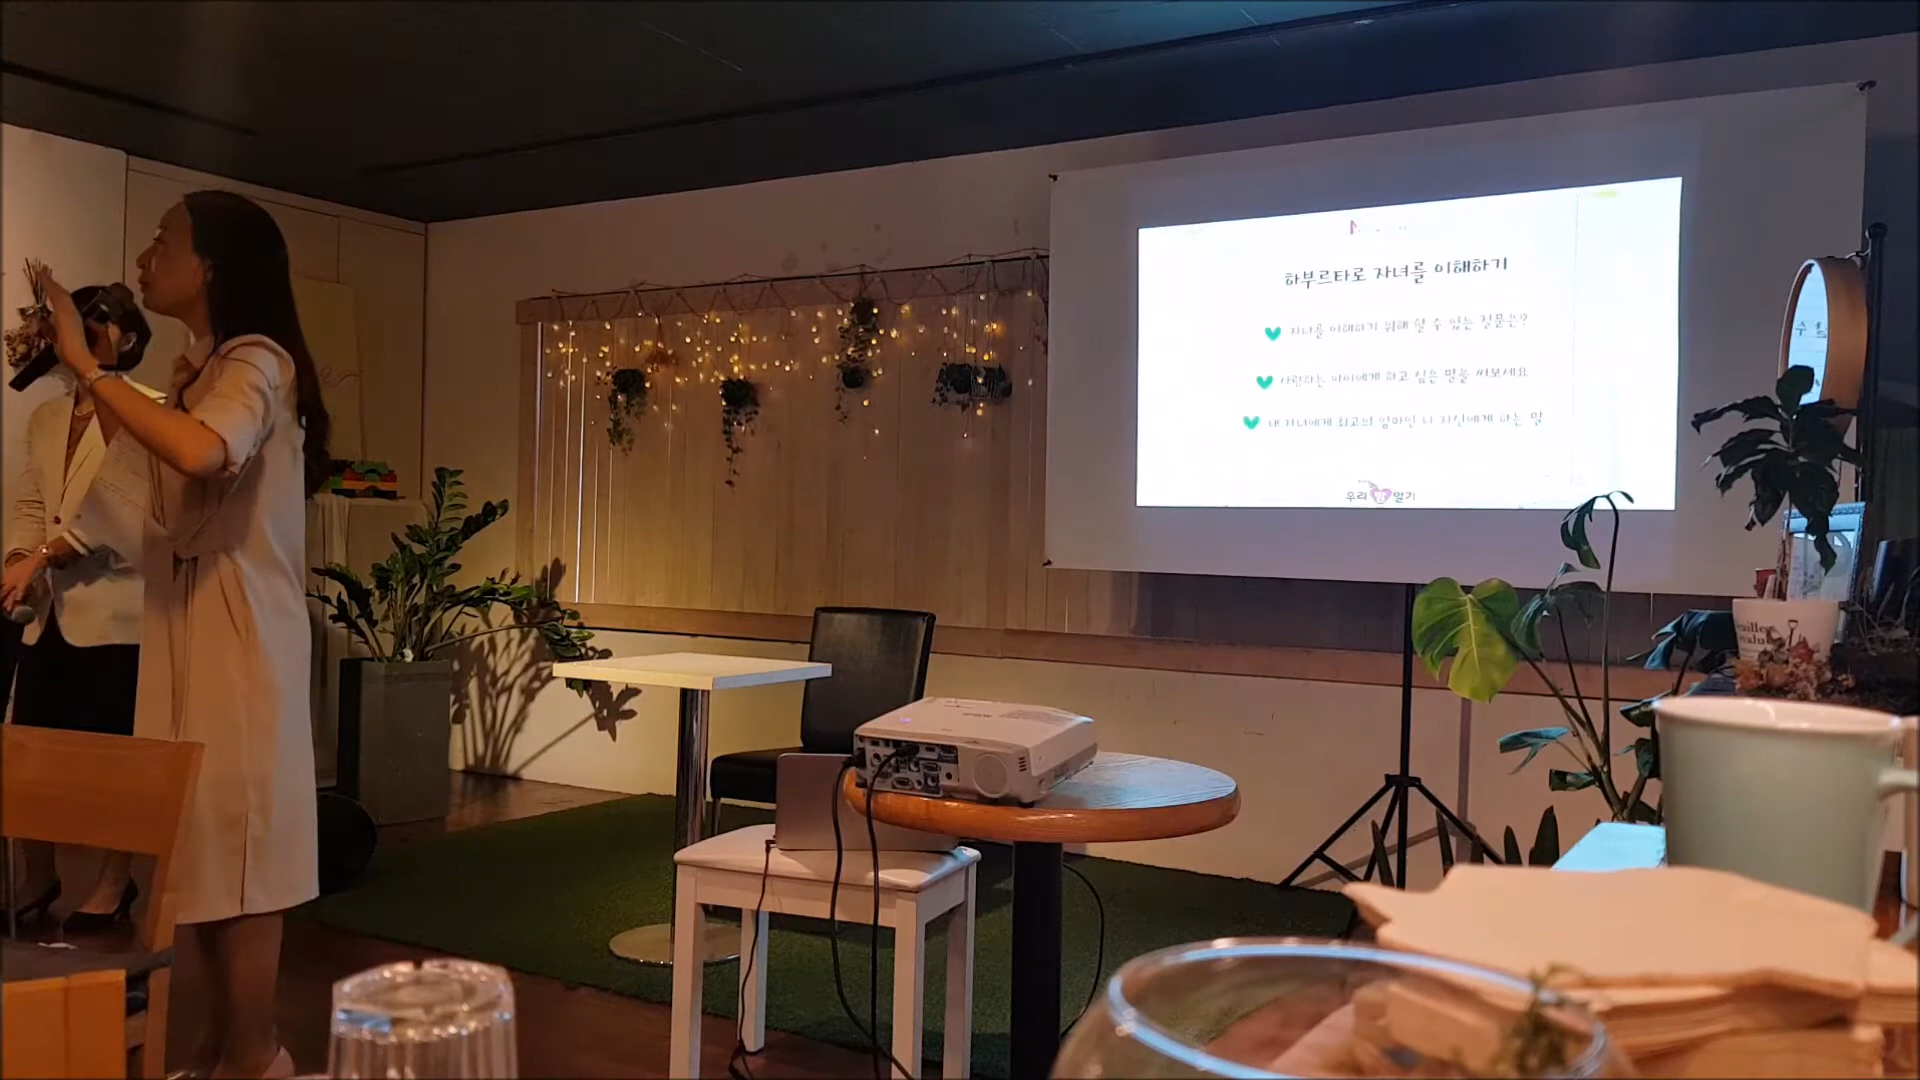 하부르타로 자녀를 이해하기
자녀를 이해하기 위해 할 수 있는 질문은?
사랑하는 아이에게 하고 싶은 말을 써보세요
내 자녀에게 최고의 엄마인 나 자신에게 하는 말
우리 알기